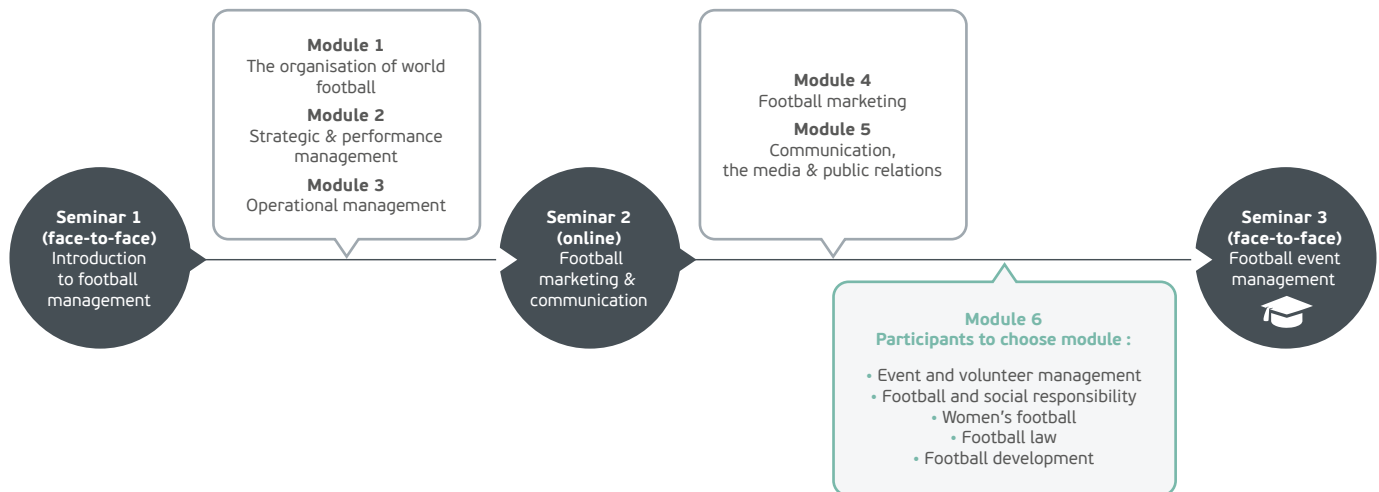 Seminar 1
(face-to-face)
Introduction
to football
management
Module 1
The organisation of world
football
Module 2
Strategic & performance
management
Module 3
Operational management
Seminar 2
(online)
Football
marketing &
communication
Module 4
Football marketing
Module 5
Communication,
the media & public relations
Module 6
Participants to choose module :
• Event and volunteer management
• Football and social responsibility
• Women's football
• Football law
• Football development
Seminar 3
(face-to-face)
Football event
management